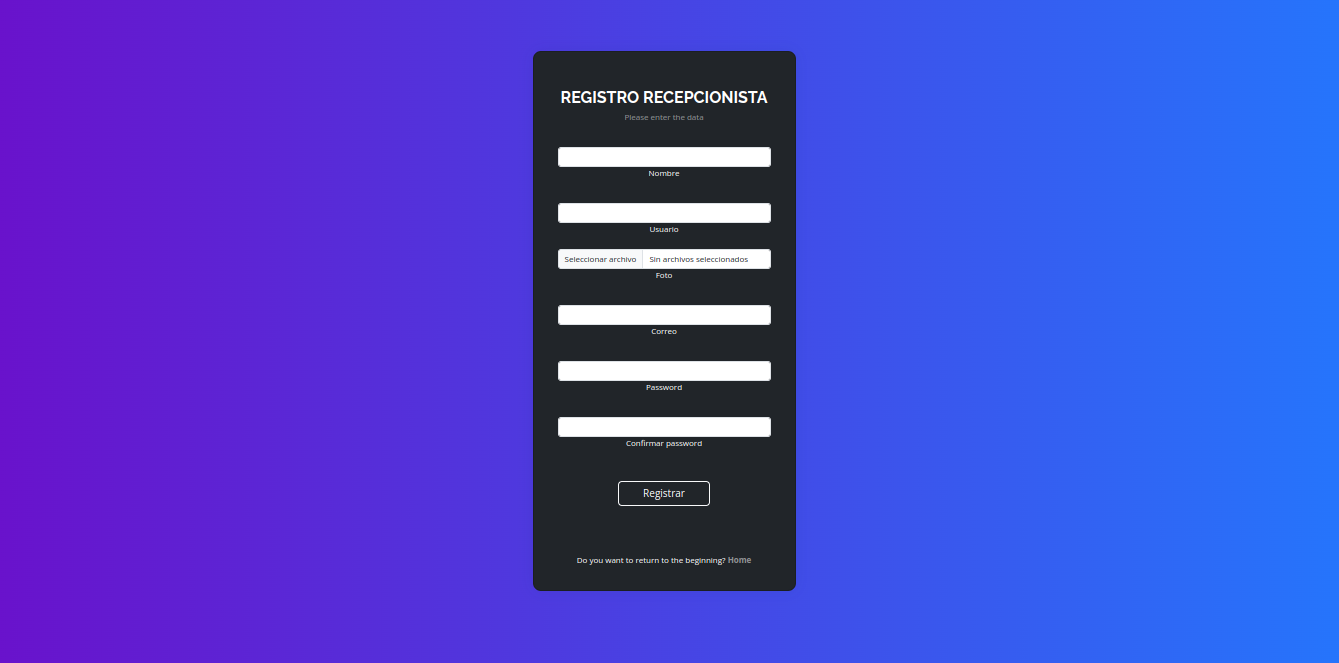 REGISTRO RECEPCIONISTA
Please enter the data
Nombre
Usuario
Seleccionar archivo Sin archivos seleccionados
Foto
Correo
Password
Confirmar password
Registrar
Do you want to return to the beginning? Home